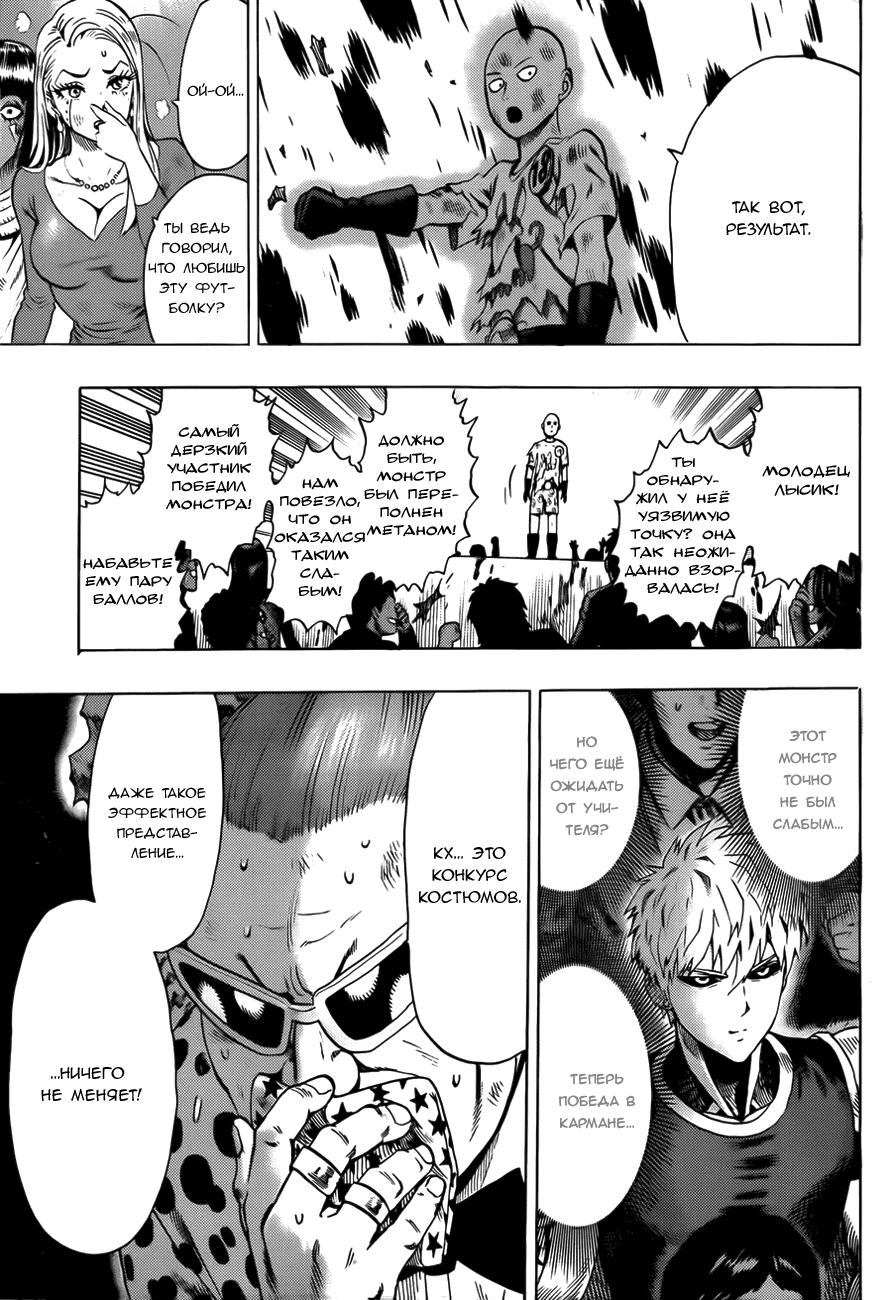 ТАК ВОТ,
РЕЗУЛЬТАТ.
ОЙ-ОЙ...
ТЫ ВЕДЬ
ГОВОРИЛ,
ЧТО ЛЮБИШЬ
ЭТУ ФУТ-
БОЛКУ?
МОЛОДЕЦ,
ЛЫСИК!
ТЫ
ОБНАРУ-
ЖИЛ У НЕЁ
УЯЗВИМУЮ
ТОЧКУ? ОНА
ТАК НЕОЖИ-
ДАННО ВЗОР-
ВАЛАСЬ!
ДОЛЖНО
БЫТЬ,
МОНСТР
БЫЛ ПЕРЕ-
ПОЛНЕН
МЕТАНОМ!
НАМ
ПОВЕЗЛО,
ЧТО ОН
ОКАЗАЛСЯ
ТАКИМ
СЛА-
БЫМ!
САМЫЙ
ДЕРЗКИЙ
УЧАСТНИК
ПОБЕДИЛ
МОНСТРА!
НАБАВЬТЕ
ЕМУ ПАРУ
БАЛЛОВ!
ЭТОТ
МОНСТР
ТОЧНО
НЕ БЫЛ
СЛАБЫМ...
НО
ЧЕГО ЕЩЁ
ОЖИДАТЬ
ОТ УЧИ-
ТЕЛЯ?
ТЕПЕРЬ
ПОБЕДА В
КАРМАНЕ...
КХ... ЭТО
КОНКУРС
КОСТЮМОВ.
ДАЖЕ ТАКОЕ
ЭФФЕКТНОЕ
ПРЕДСТАВ-
ЛЕНИЕ...
...НИЧЕГО
НЕ МЕНЯЕТ!